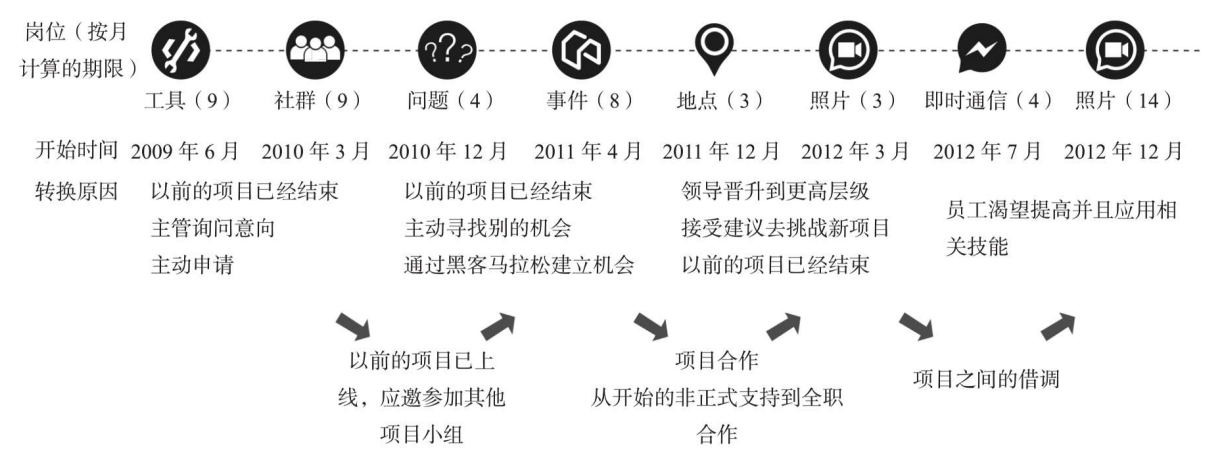 岗位（按月
计算的期限）
??? 
工具（9） 社群（9） 问题（4） 事件（8） 地点（3） 照片（3） 即时通信（4） 照片（14）
开始时间 2009 年 6 月 2010 年 3 月 2010 年 12 月 2011 年 4 月 2011 年 12 月 2012 年 3 月 2012 年 7 月 2012 年 12 月
转换原因
以前的项目已经结束
主管询问意向
主动申请
以前的项目已经结束
主动寻找别的机会
通过黑客马拉松建立机会
领导晋升到更高层级
接受建议去挑战新项目
以前的项目已经结束
员工渴望提高并且应用相
关技能
以前的项目已上
线，应邀参加其他
项目小组
项目合作
从开始的非正式支持到全职
合作
项目之间的借调